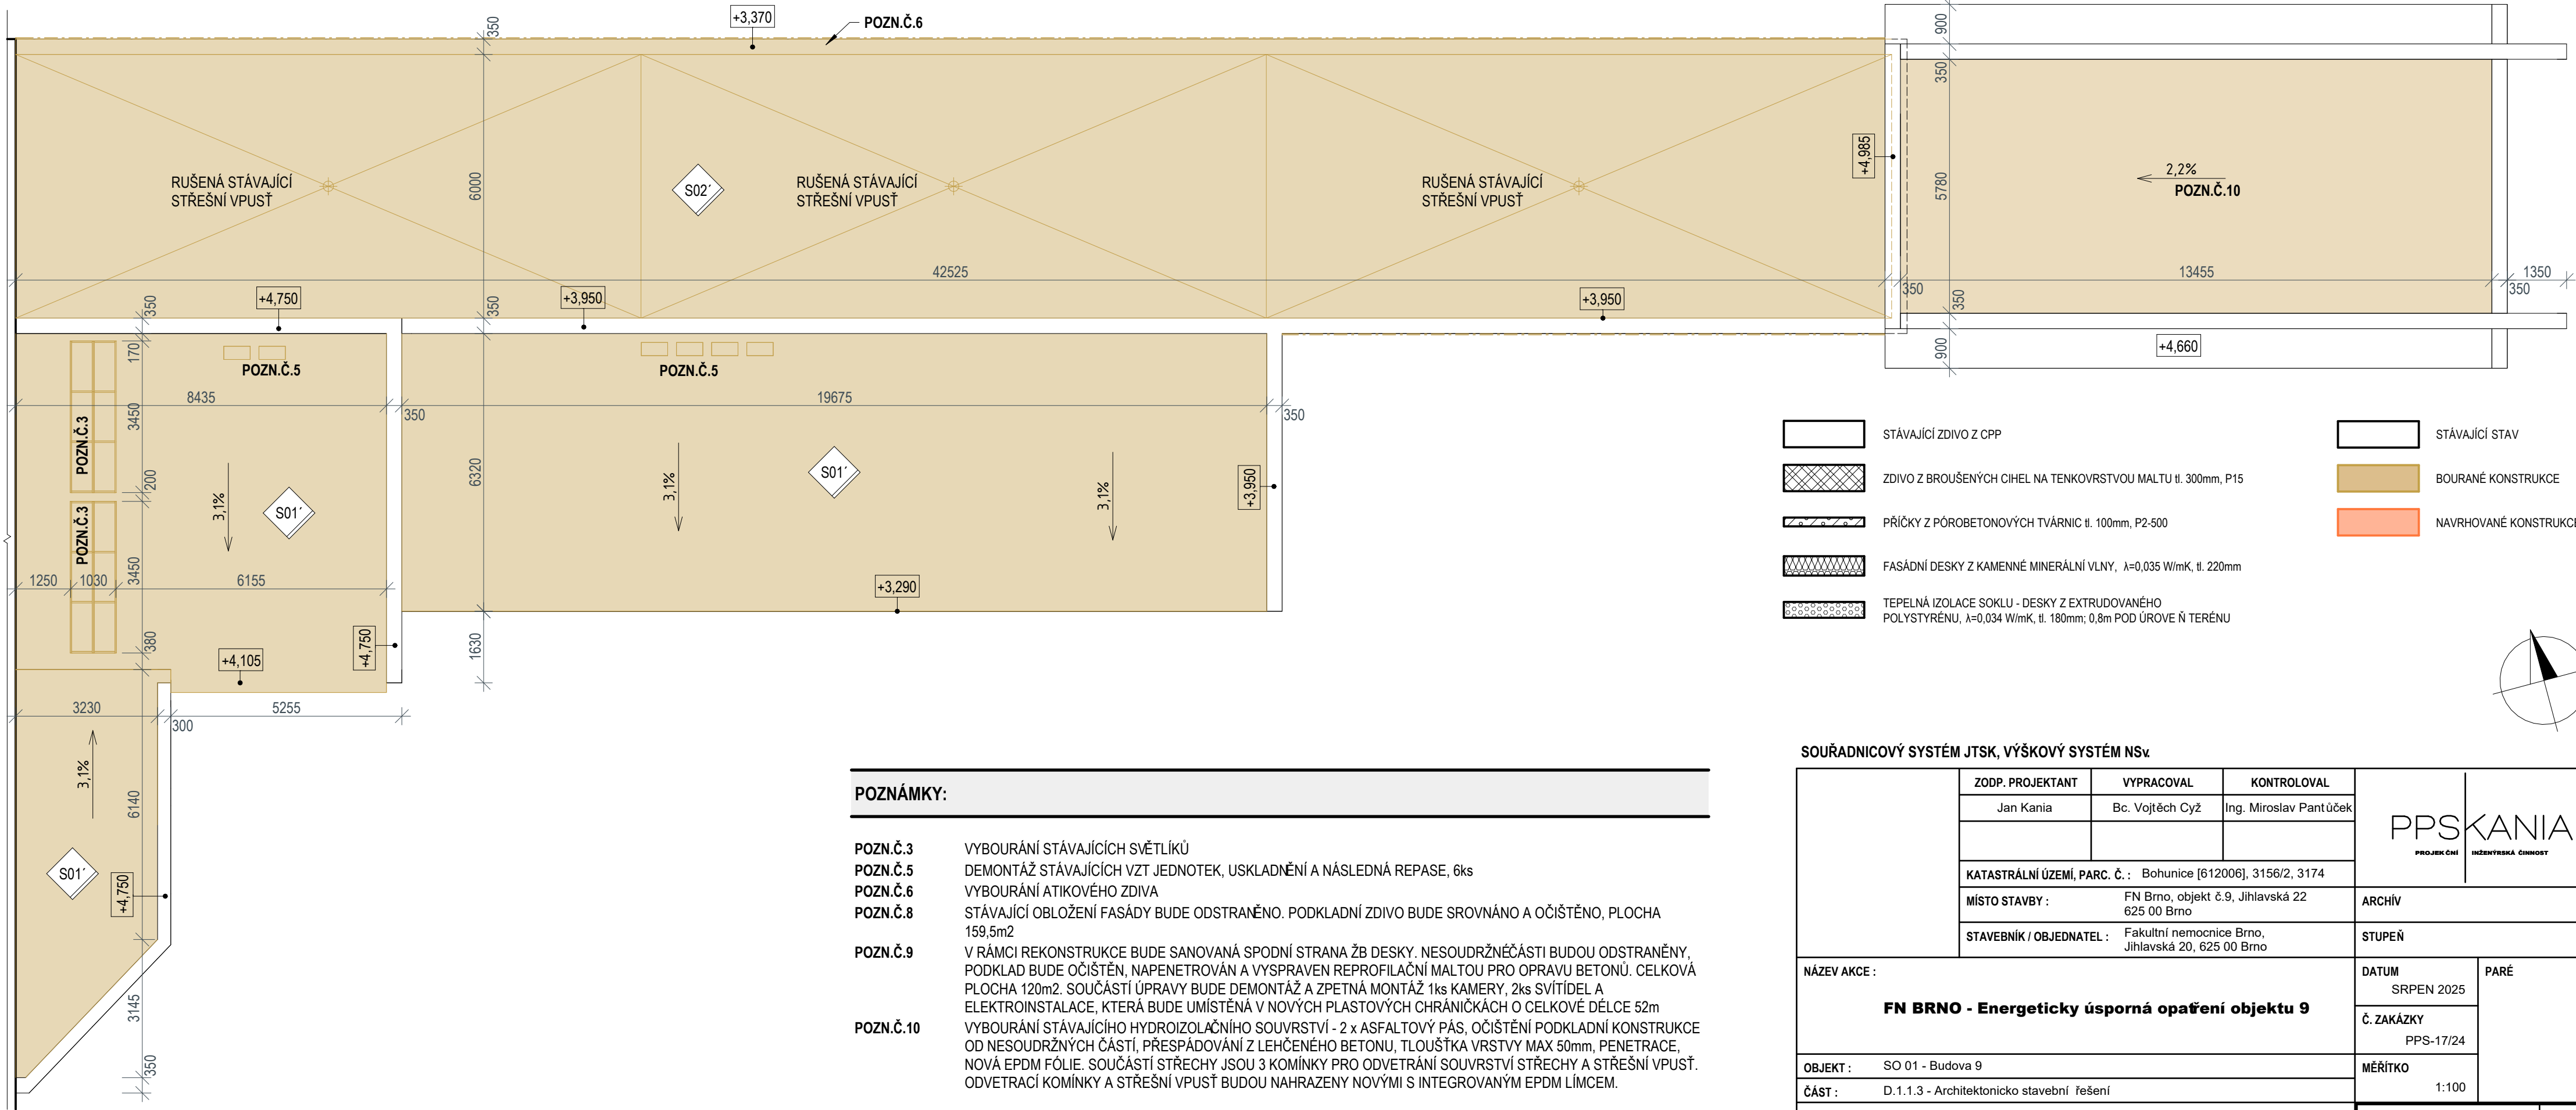 +3,370
POZN.Č.6
350
900
350
RUŠENÁ STÁVAJÍCÍ
STŘEŠNÍ VPUSŤ
6000
S02´
RUŠENÁ STÁVAJÍCÍ
STŘEŠNÍ VPUSŤ
RUŠENÁ STÁVAJÍCÍ
STŘEŠNÍ VPUSŤ
+4,985
5780
2,2%
POZN.Č.10
42525
350
13455
350
1350
350
+4,750
+3,950
+3,950
350
350
900
+4,660
170
POZN.Č.5
POZN.Č.5
8435
350
19675
350
POZN.Č.3
3450
200
3,1%
S01´
6320
3,1%
S01´
3,1%
+3,950
POZN.Č.3
3450
1250
1030
6155
+3,290
380
+4,105
+4,750
1630
3230
300
5255
3,1%
6140
S01´
+4,750
3145
350
STÁVAJÍCÍ ZDIVO Z CPP
ZDIVO Z BROUŠENÝCH CIHEL NA TENKOVRSTVOU MALTU tl. 300mm, P15
PŘÍČKY Z PÓROBETONOVÝCH TVÁRNIC tl. 100mm, P2-500
FASÁDNÍ DESKY Z KAMENNÉ MINERÁLNÍ VLNY, λ=0,035 W/mK, tl. 220mm
TEPELNÁ IZOLACE SOKLU - DESKY Z EXTRUDOVANÉHO
POLYSTYRÉNU, λ=0,034 W/mK, tl. 180mm; 0,8m POD ÚROVEŇ TERÉNU
STÁVAJÍCÍ STAV
BOURANÉ KONSTRUKCE
NAVRHOVANÉ KONSTRUKCE
POZNÁMKY:
POZN.Č.3 VYBOURÁNÍ STÁVAJÍCÍCH SVĚTLÍKŮ
POZN.Č.5 DEMONTÁŽ STÁVAJÍCÍCH VZT JEDNOTEK, USKLADNĚNÍ A NÁSLEDNÁ REPASE, 6ks
POZN.Č.6 VYBOURÁNÍ ATIKOVÉHO ZDIVA
POZN.Č.8 STÁVAJÍCÍ OBLOŽENÍ FASÁDY BUDE ODSTRANĚNO. PODKLADNÍ ZDIVO BUDE SROVNÁNO A OČIŠTĚNO, PLOCHA
159,5m2
POZN.Č.9 V RÁMCI REKONSTRUKCE BUDE SANOVANÁ SPODNÍ STRANA ŽB DESKY. NESOUDRŽNÉ ČÁSTI BUDOU ODSTRANĚNY,
PODKLAD BUDE OČIŠTĚN, NAPENETROVÁN A VYSPRAVEN REPROFILAČNÍ MALTOU PRO OPRAVU BETONŮ. CELKOVÁ
PLOCHA 120m2. SOUČÁSTÍ ÚPRAVY BUDE DEMONTÁŽ A ZPETNÁ MONTÁŽ 1ks KAMERY, 2ks SVÍTÍDEL A
ELEKTROINSTALACE, KTERÁ BUDE UMÍSTĚNÁ V NOVÝCH PLASTOVÝCH CHRÁNIČKÁCH O CELKOVÉ DÉLCE 52m
POZN.Č.10 VYBOURÁNÍ STÁVAJÍCÍHO HYDROIZOLAČNÍHO SOUVRSTVÍ - 2 x ASFALTOVÝ PÁS, OČIŠTĚNÍ PODKLADNÍ KONSTRUKCE
OD NESOUDRŽNÝCH ČÁSTÍ, PŘESPÁDOVÁNÍ Z LEHČENÉHO BETONU, TLOUŠŤKA VRSTVY MAX 50mm, PENETRACE,
NOVÁ EPDM FÓLIE. SOUČÁSTÍ STŘECHY JSOU 3 KOMÍNKY PRO ODVETRÁNÍ SOUVRSTVÍ STŘECHY A STŘEŠNÍ VPUSŤ.
ODVETRACÍ KOMÍNKY A STŘEŠNÍ VPUSŤ BUDOU NAHRAZENY NOVÝMI S INTEGROVANÝM EPDM LÍMCEM.
SOUŘADNICOVÝ SYSTÉM JTSK, VÝŠKOVÝ SYSTÉM NSv.
ZODP. PROJEKTANT VYPRACOVAL KONTROLOVAL
Jan Kania Bc. Vojtěch Cyž Ing. Miroslav Pantůček
PPS KANIA
PROJEKČNÍ INŽENÝRSKÁ ČINNOST
KATASTRÁLNÍ ÚZEMÍ, PARC. Č. : Bohunice [612006], 3156/2, 3174
MÍSTO STAVBY : FN Brno, objekt č.9, Jihlavská 22
625 00 Brno
ARCHÍV
STAVEBNÍK / OBJEDNATEL : Fakultní nemocnice Brno,
Jihlavská 20, 625 00 Brno
STUPEŇ
NÁZEV AKCE :
FN BRNO - Energeticky úsporná opatření objektu 9
DATUM
SRPEN 2025
PARÉ
Č. ZAKÁZKY
PPS-17/24
OBJEKT : SO 01 - Budova 9
MĚŘÍTKO
1:100
ČÁST : D.1.1.3 - Architektonicko stavební řešení